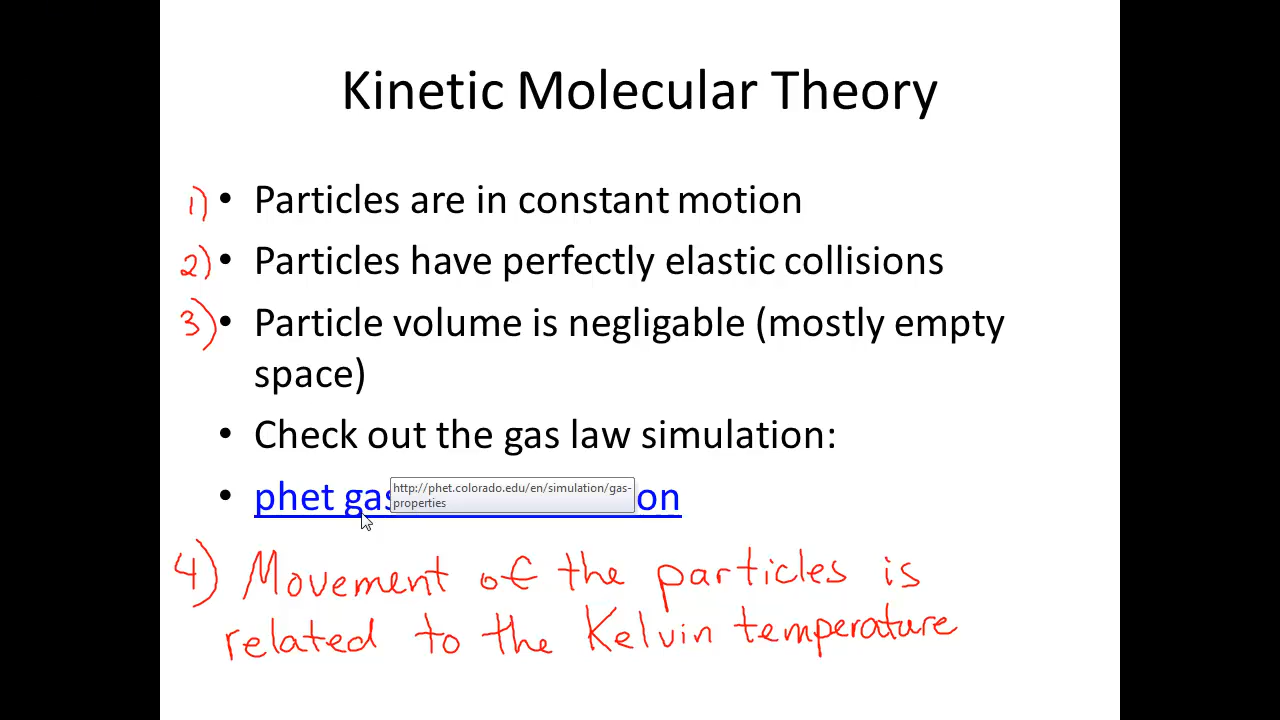 Kinetic Molecular Theory
1) • Particles are in constant motion
2) • Particles have perfectly elastic collisions
3) • Particle volume is negligable (mostly empty
space)
• Check out the gas law simulation:
• phet gas on
http://phet.colorado.edu/en/simulation/gas-
properties
4) Movement of the particles is
related to the Kelvin temperature